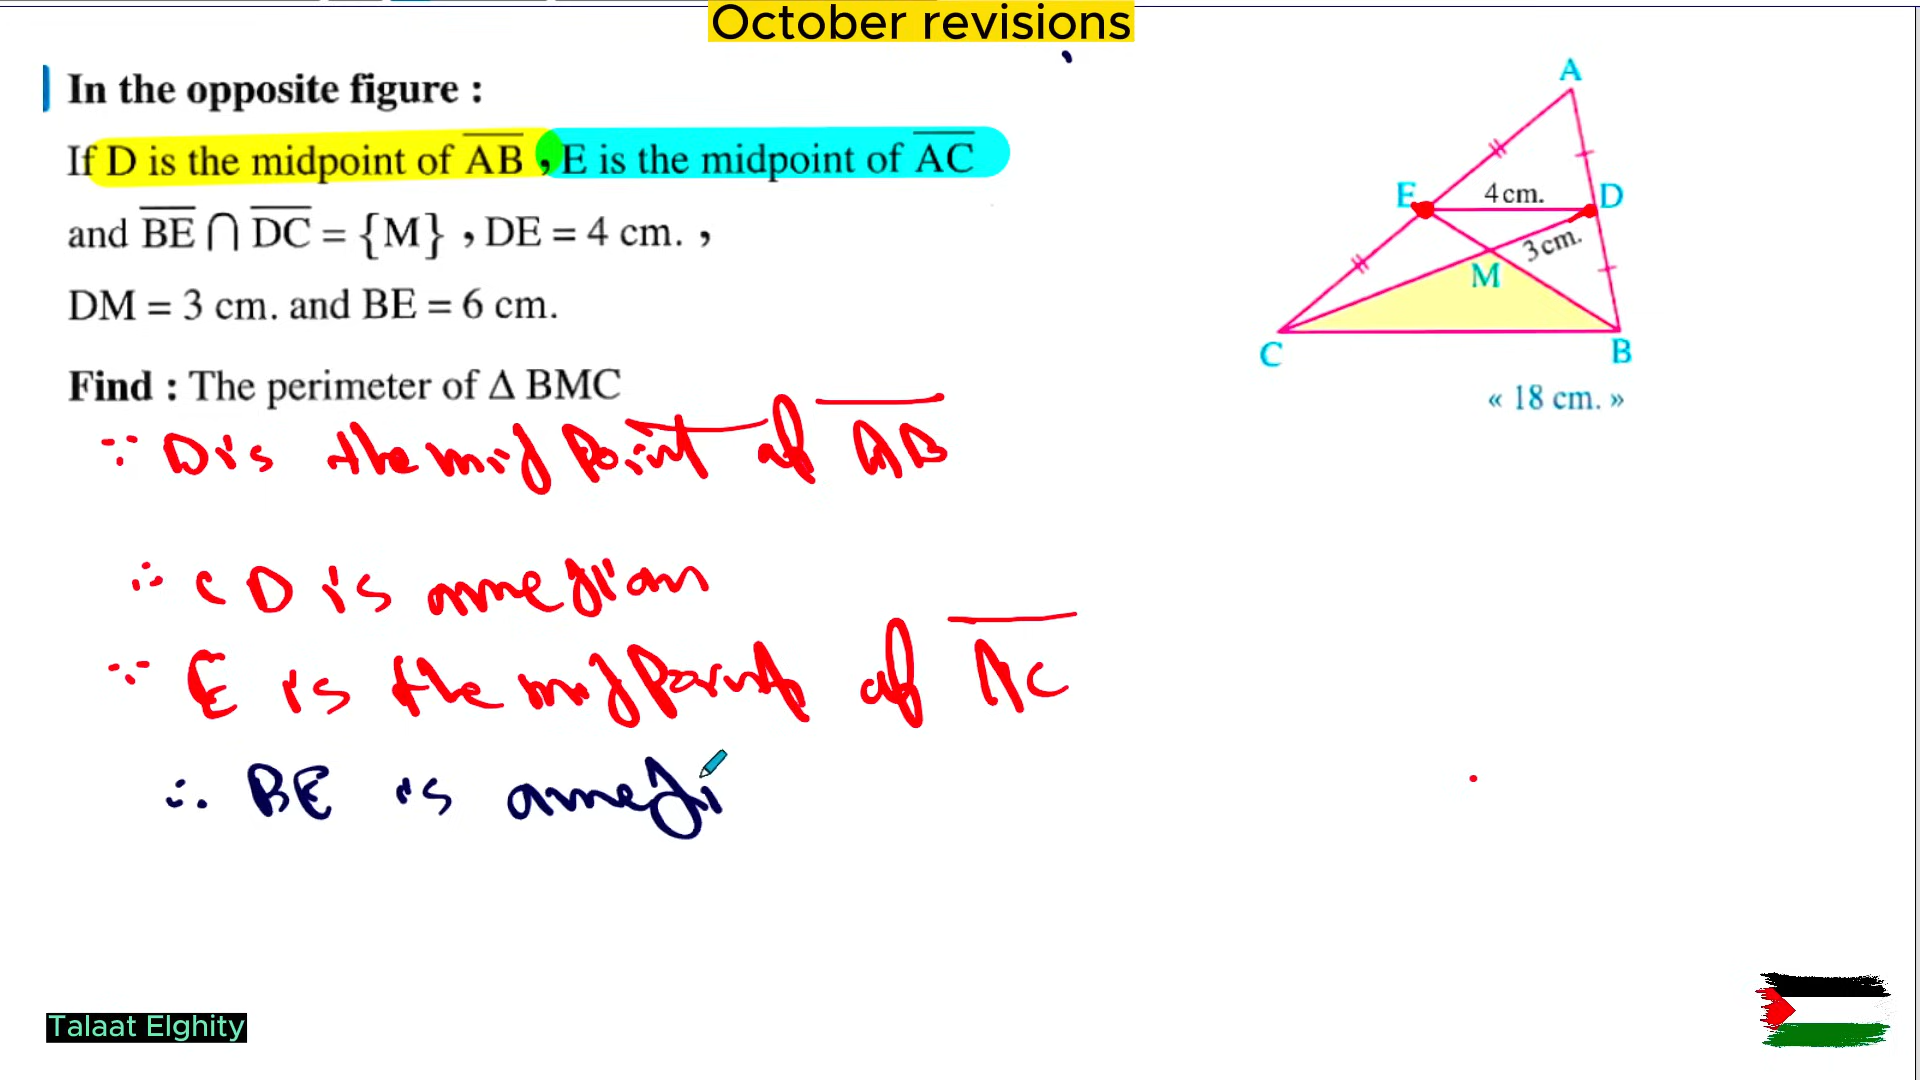 October revisions
In the opposite figure :
If D is the midpoint of AB , E is the midpoint of AC
and BE ∩ DC = {M} , DE = 4 cm. ,
DM = 3 cm. and BE = 6 cm.
Find : The perimeter of Δ BMC
A
E
4 cm.
D
3 cm.
M
C
B
« 18 cm. »
∵ D is the midpoint of AB
∴ CD is a median
∵ E is the midpoint of AC
∴ BE is a medi
Talaat Elghity